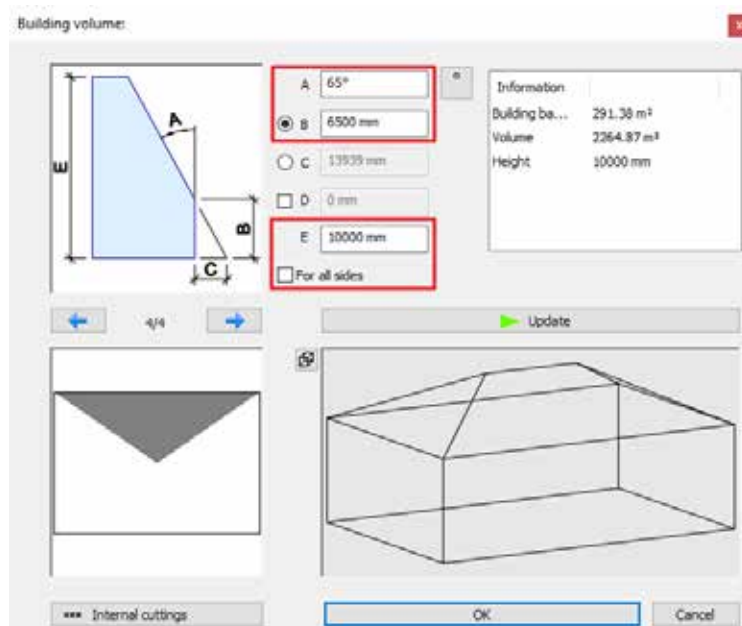 Building volume:
x
E
A
B
C
A 65°
°
B 6500 mm
C 13939 mm
D 0 mm
E 10000 mm
For all sides
Information
Building ba... 291.38 m²
Volume 2264.87 m³
Height 10000 mm
4/4
Update
Internal cuttings
OK
Cancel